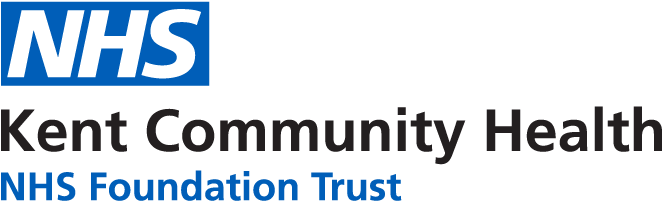 NHS
Kent Community Health
NHS Foundation Trust